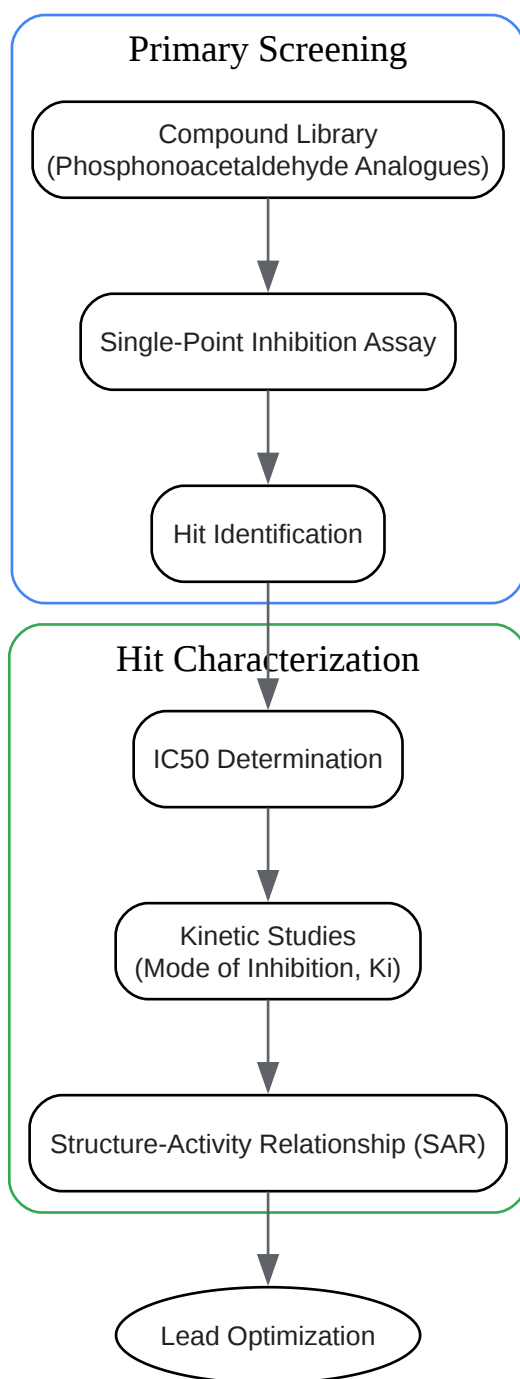 Primary Screening
Compound Library
(Phosphonoacetaldehyde Analogues)
Single-Point Inhibition Assay
Hit Identification
Hit Characterization
IC50 Determination
Kinetic Studies
(Mode of Inhibition, Ki)
Structure-Activity Relationship (SAR)
Lead Optimization